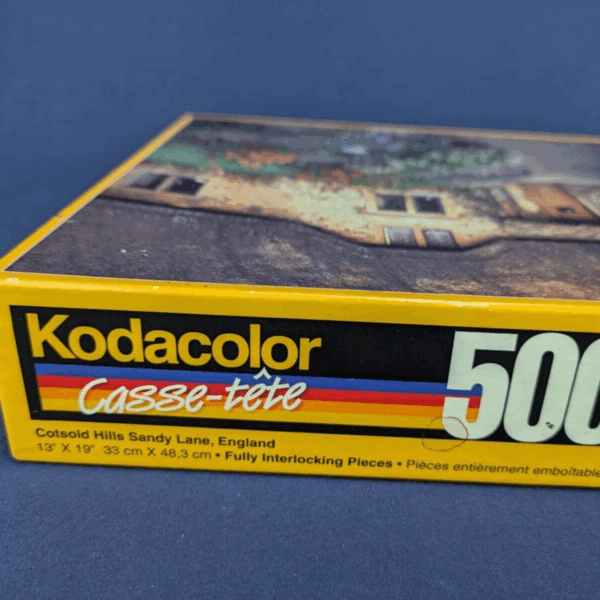 Kodacolor
Casse-tête
500
Cotsold Hills Sandy Lane, England
13" X 19" 33 cm X 48,3 cm • Fully Interlocking Pieces • Pièces entièrement emboîtable